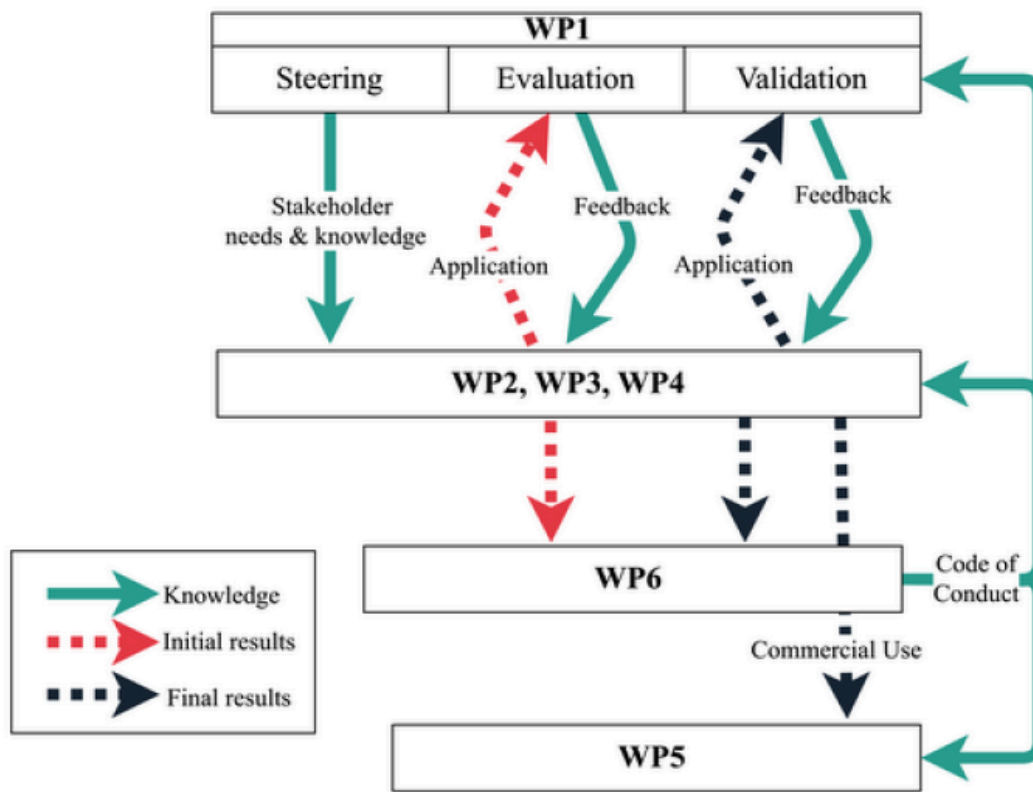 WP1
Steering
Evaluation
Validation
Stakeholder
needs & knowledge
Application
Feedback
Application
Feedback
WP2, WP3, WP4
WP6
Code of
Conduct
Commercial Use
WP5
Knowledge
Initial results
Final results